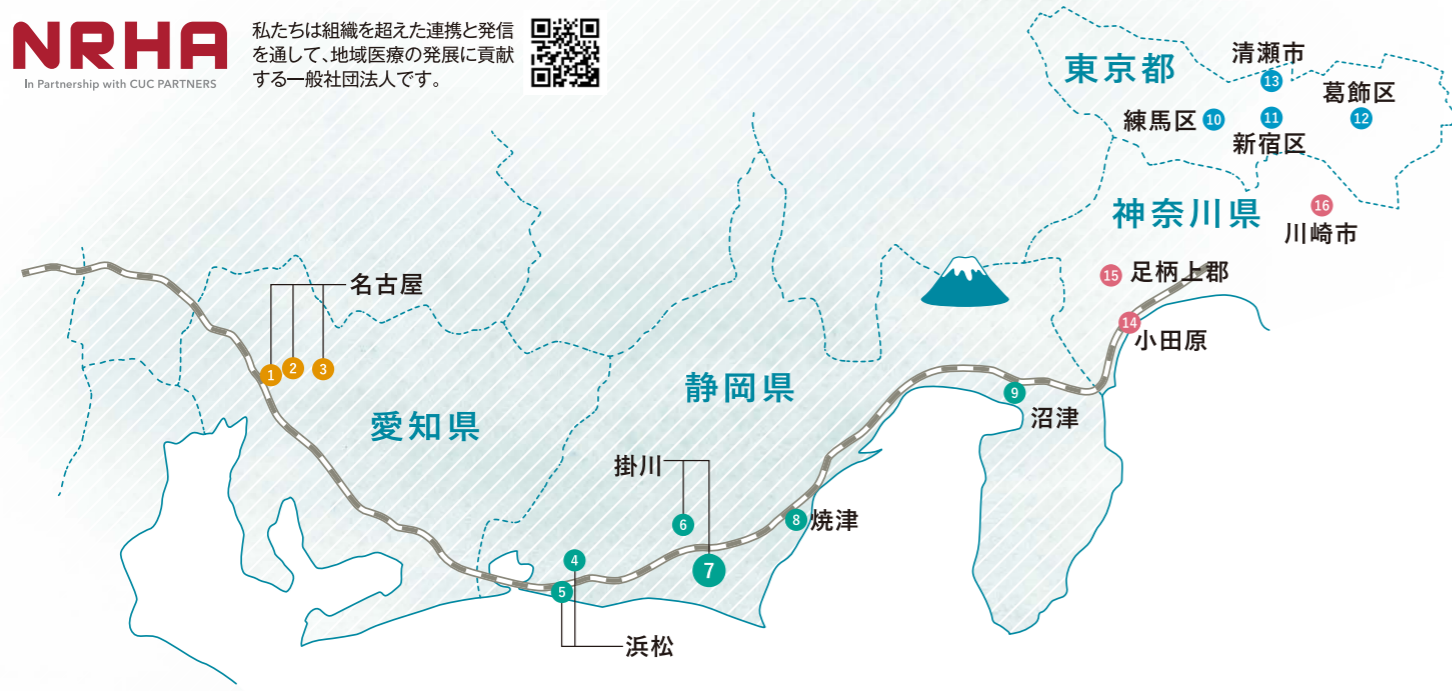 NRHA
In Partnership with CUC PARTNERS
私たちは組織を超えた連携と発信
を通して、地域医療の発展に貢献
する一般社団法人です。
東京都
清瀬市
13
葛飾区
12
練馬区
10
11
新宿区
神奈川県
16
川崎市
15
足柄上郡
14
小田原
名古屋
1
2
3
愛知県
静岡県
9
沼津
掛川
6
7
8
焼津
4
5
浜松